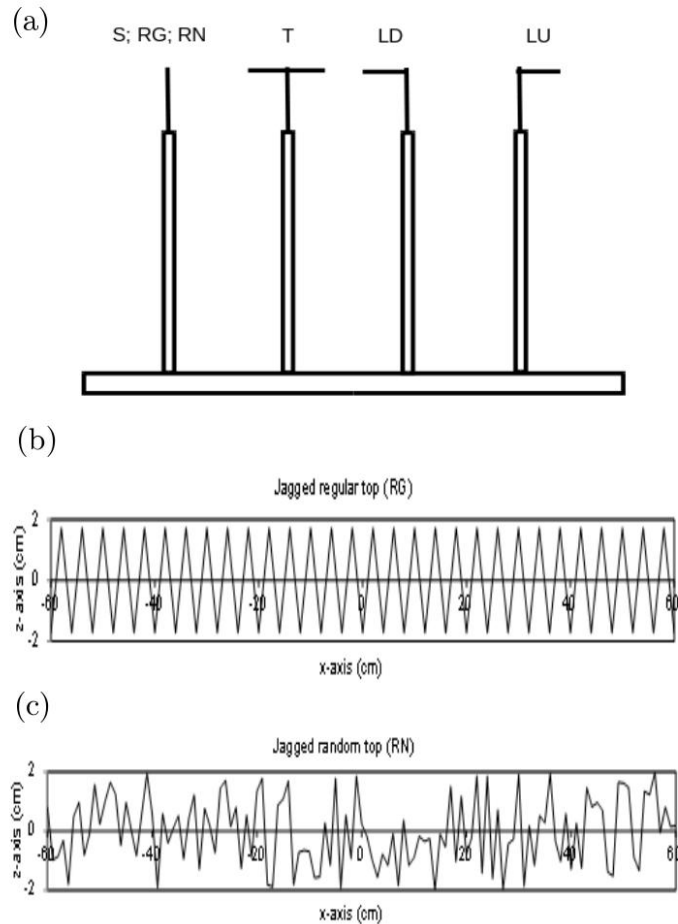 (a)
S; RG; RN T LD LU
(b)
Jagged regular top (RG)
z-axis (cm)
2
0
-2
-60 -40 -20 0 20 40 60
x-axis (cm)
(c)
Jagged random top (RN)
z-axis (cm)
2
0
-2
-60 -40 -20 0 20 40 60
x-axis (cm)